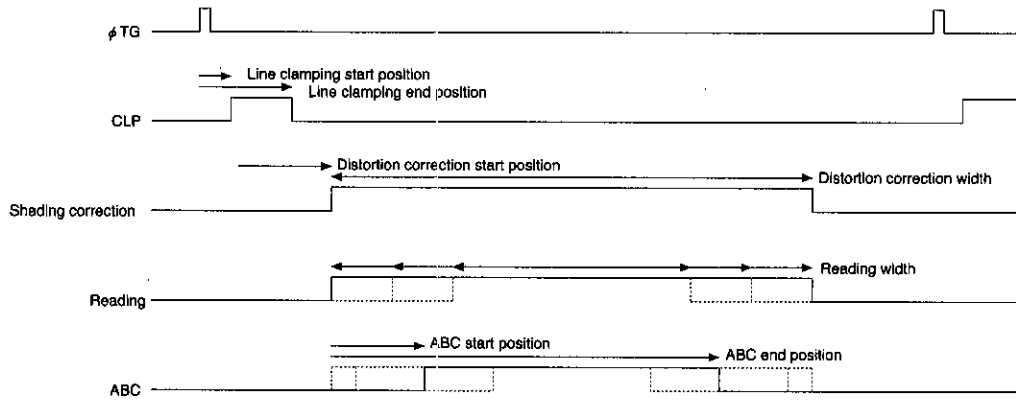 ϕ TG
Line clamping start position
Line clamping end position
CLP
Distortion correction start position
Distortion correction width
Shading correction
Reading width
Reading
ABC start position
ABC end position
ABC